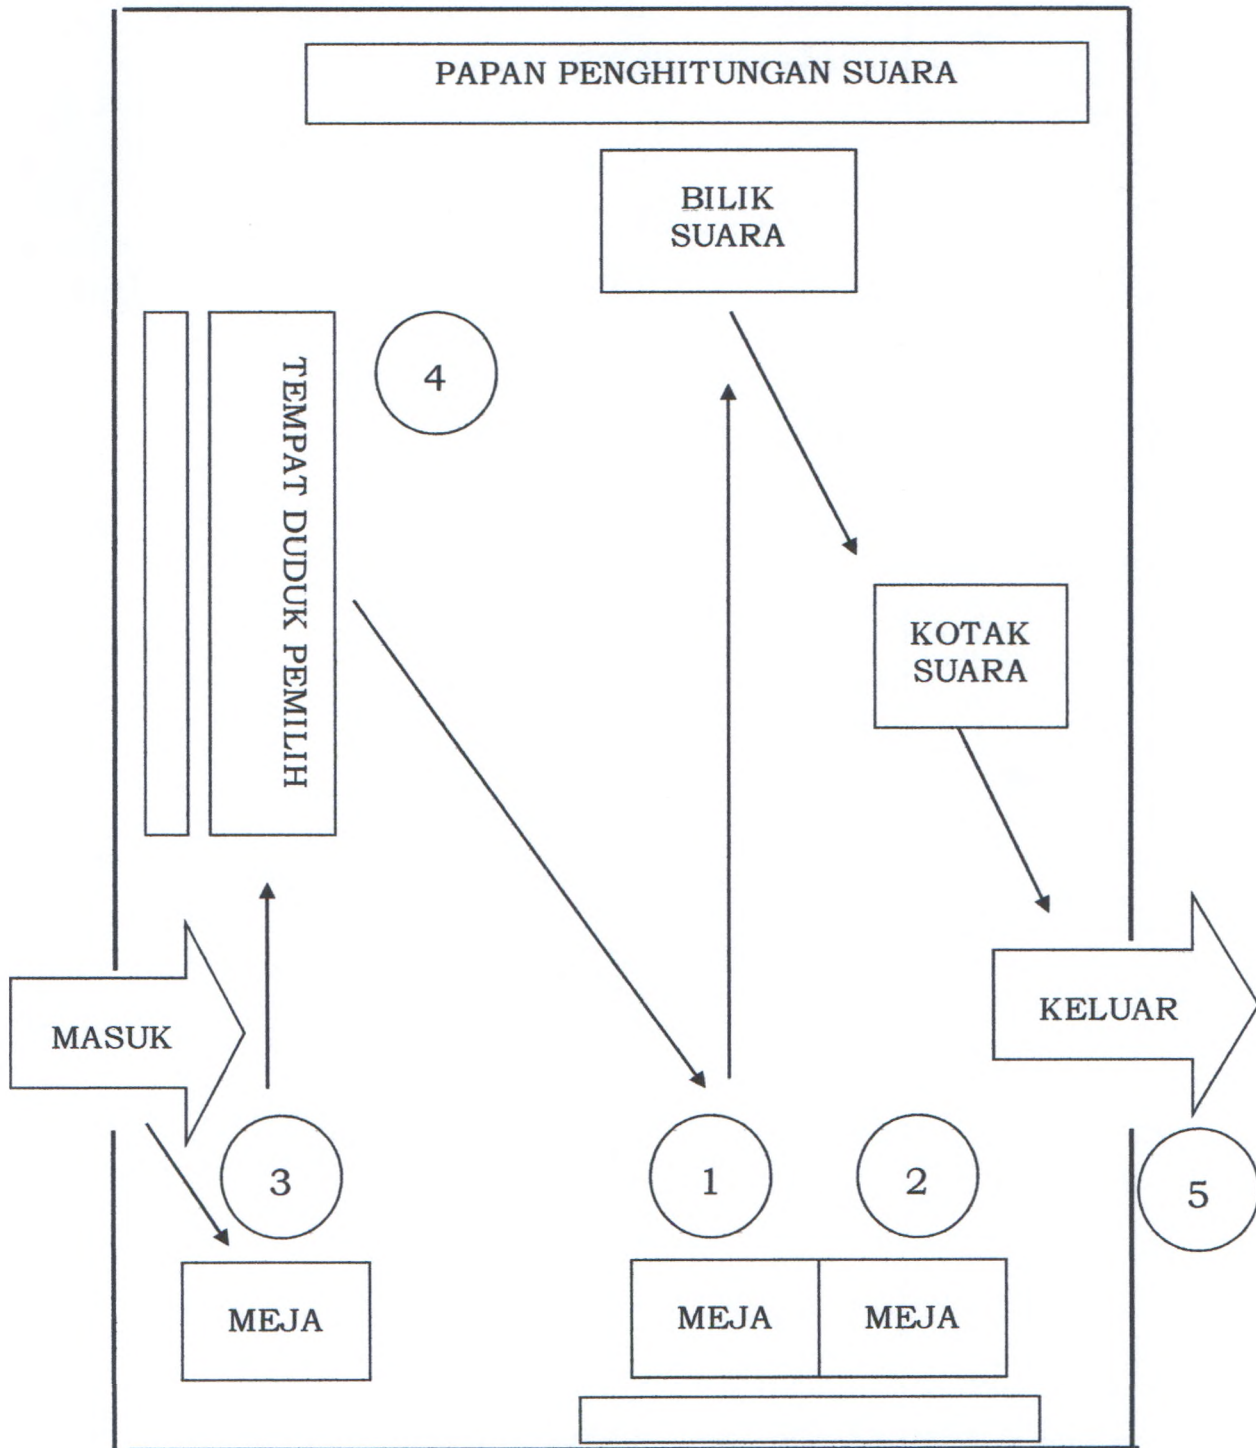 PAPAN PENGHITUNGAN SUARA
BILIK
SUARA
4
TEMPAT DUDUK PEMILIH
KOTAK
SUARA
MASUK
KELUAR
3
1
2
5
MEJA
MEJA
MEJA